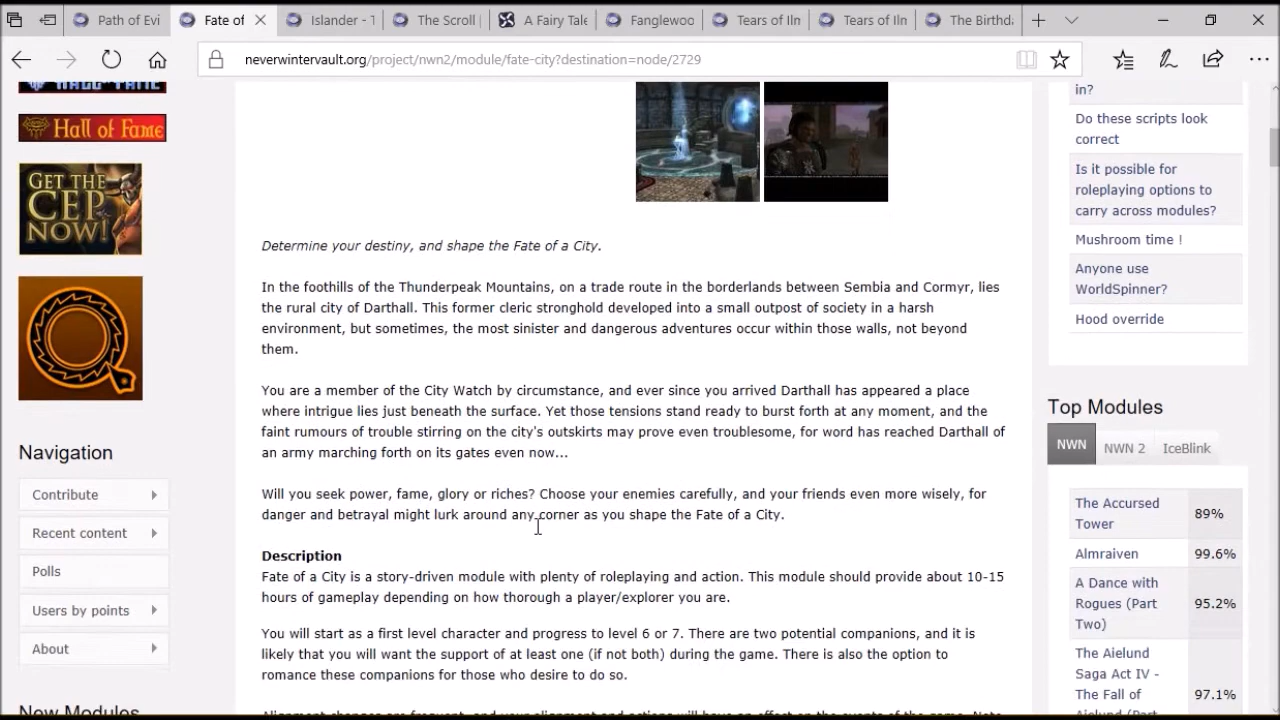 Path of Evi
Fate of
Islander - T
The Scroll
A Fairy Tale
Fanglewoo
Tears of Iln
Tears of Iln
The Birthda
neverwintervault.org/project/nwn2/module/fate-city?destination=node/2729
Hall of Fame
GET THE
CEP
NOW!
Navigation
Contribute
Recent content
Polls
Users by points
About
New Modules
Determine your destiny, and shape the Fate of a City.
In the foothills of the Thunderpeak Mountains, on a trade route in the borderlands between Sembia and Cormyr, lies
the rural city of Darthall. This former cleric stronghold developed into a small outpost of society in a harsh
environment, but sometimes, the most sinister and dangerous adventures occur within those walls, not beyond
them.
You are a member of the City Watch by circumstance, and ever since you arrived Darthall has appeared a place
where intrigue lies just beneath the surface. Yet those tensions stand ready to burst forth at any moment, and the
faint rumours of trouble stirring on the city's outskirts may prove even troublesome, for word has reached Darthall of
an army marching forth on its gates even now...
Will you seek power, fame, glory or riches? Choose your enemies carefully, and your friends even more wisely, for
danger and betrayal might lurk around any corner as you shape the Fate of a City.
Description
Fate of a City is a story-driven module with plenty of roleplaying and action. This module should provide about 10-15
hours of gameplay depending on how thorough a player/explorer you are.
You will start as a first level character and progress to level 6 or 7. There are two potential companions, and it is
likely that you will want the support of at least one (if not both) during the game. There is also the option to
romance these companions for those who desire to do so.
in?
Do these scripts look
correct
Is it possible for
roleplaying options to
carry across modules?
Mushroom time !
Anyone use
WorldSpinner?
Hood override
Top Modules
NWN
NWN 2
IceBlink
The Accursed
Tower
89%
Almraiven
99.6%
A Dance with
Rogues (Part
Two)
95.2%
The Aielund
Saga Act IV -
The Fall of
97.1%